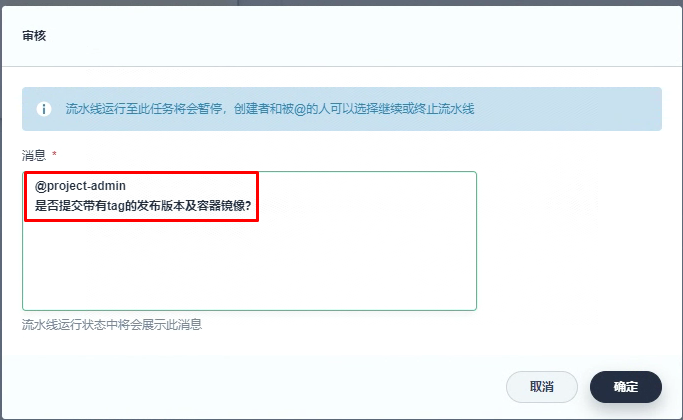 审核
流水线运行至此任务将会暂停，创建者和被@的人可以选择继续或终止流水线
消息 *
@project-admin
是否提交带有tag的发布版本及容器镜像?
流水线运行状态中将会展示此消息
取消
确定